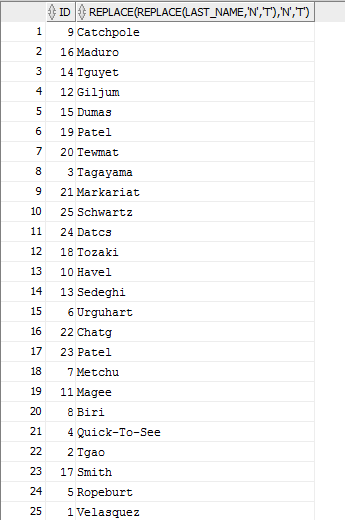 ID REPLACE(REPLACE(LAST_NAME,'N','T'),'N','T')
1 9 Catchpole
2 16 Maduro
3 14 Tguyet
4 12 Giljum
5 15 Dumas
6 19 Patel
7 20 Tewmat
8 3 Tagayama
9 21 Markariat
10 25 Schwartz
11 24 Datcs
12 18 Tozaki
13 10 Havel
14 13 Sedeghi
15 6 Urguhart
16 22 Chatg
17 23 Patel
18 7 Metchu
19 11 Magee
20 8 Biri
21 4 Quick-To-See
22 2 Tgao
23 17 Smith
24 5 Ropeburt
25 1 Velasquez